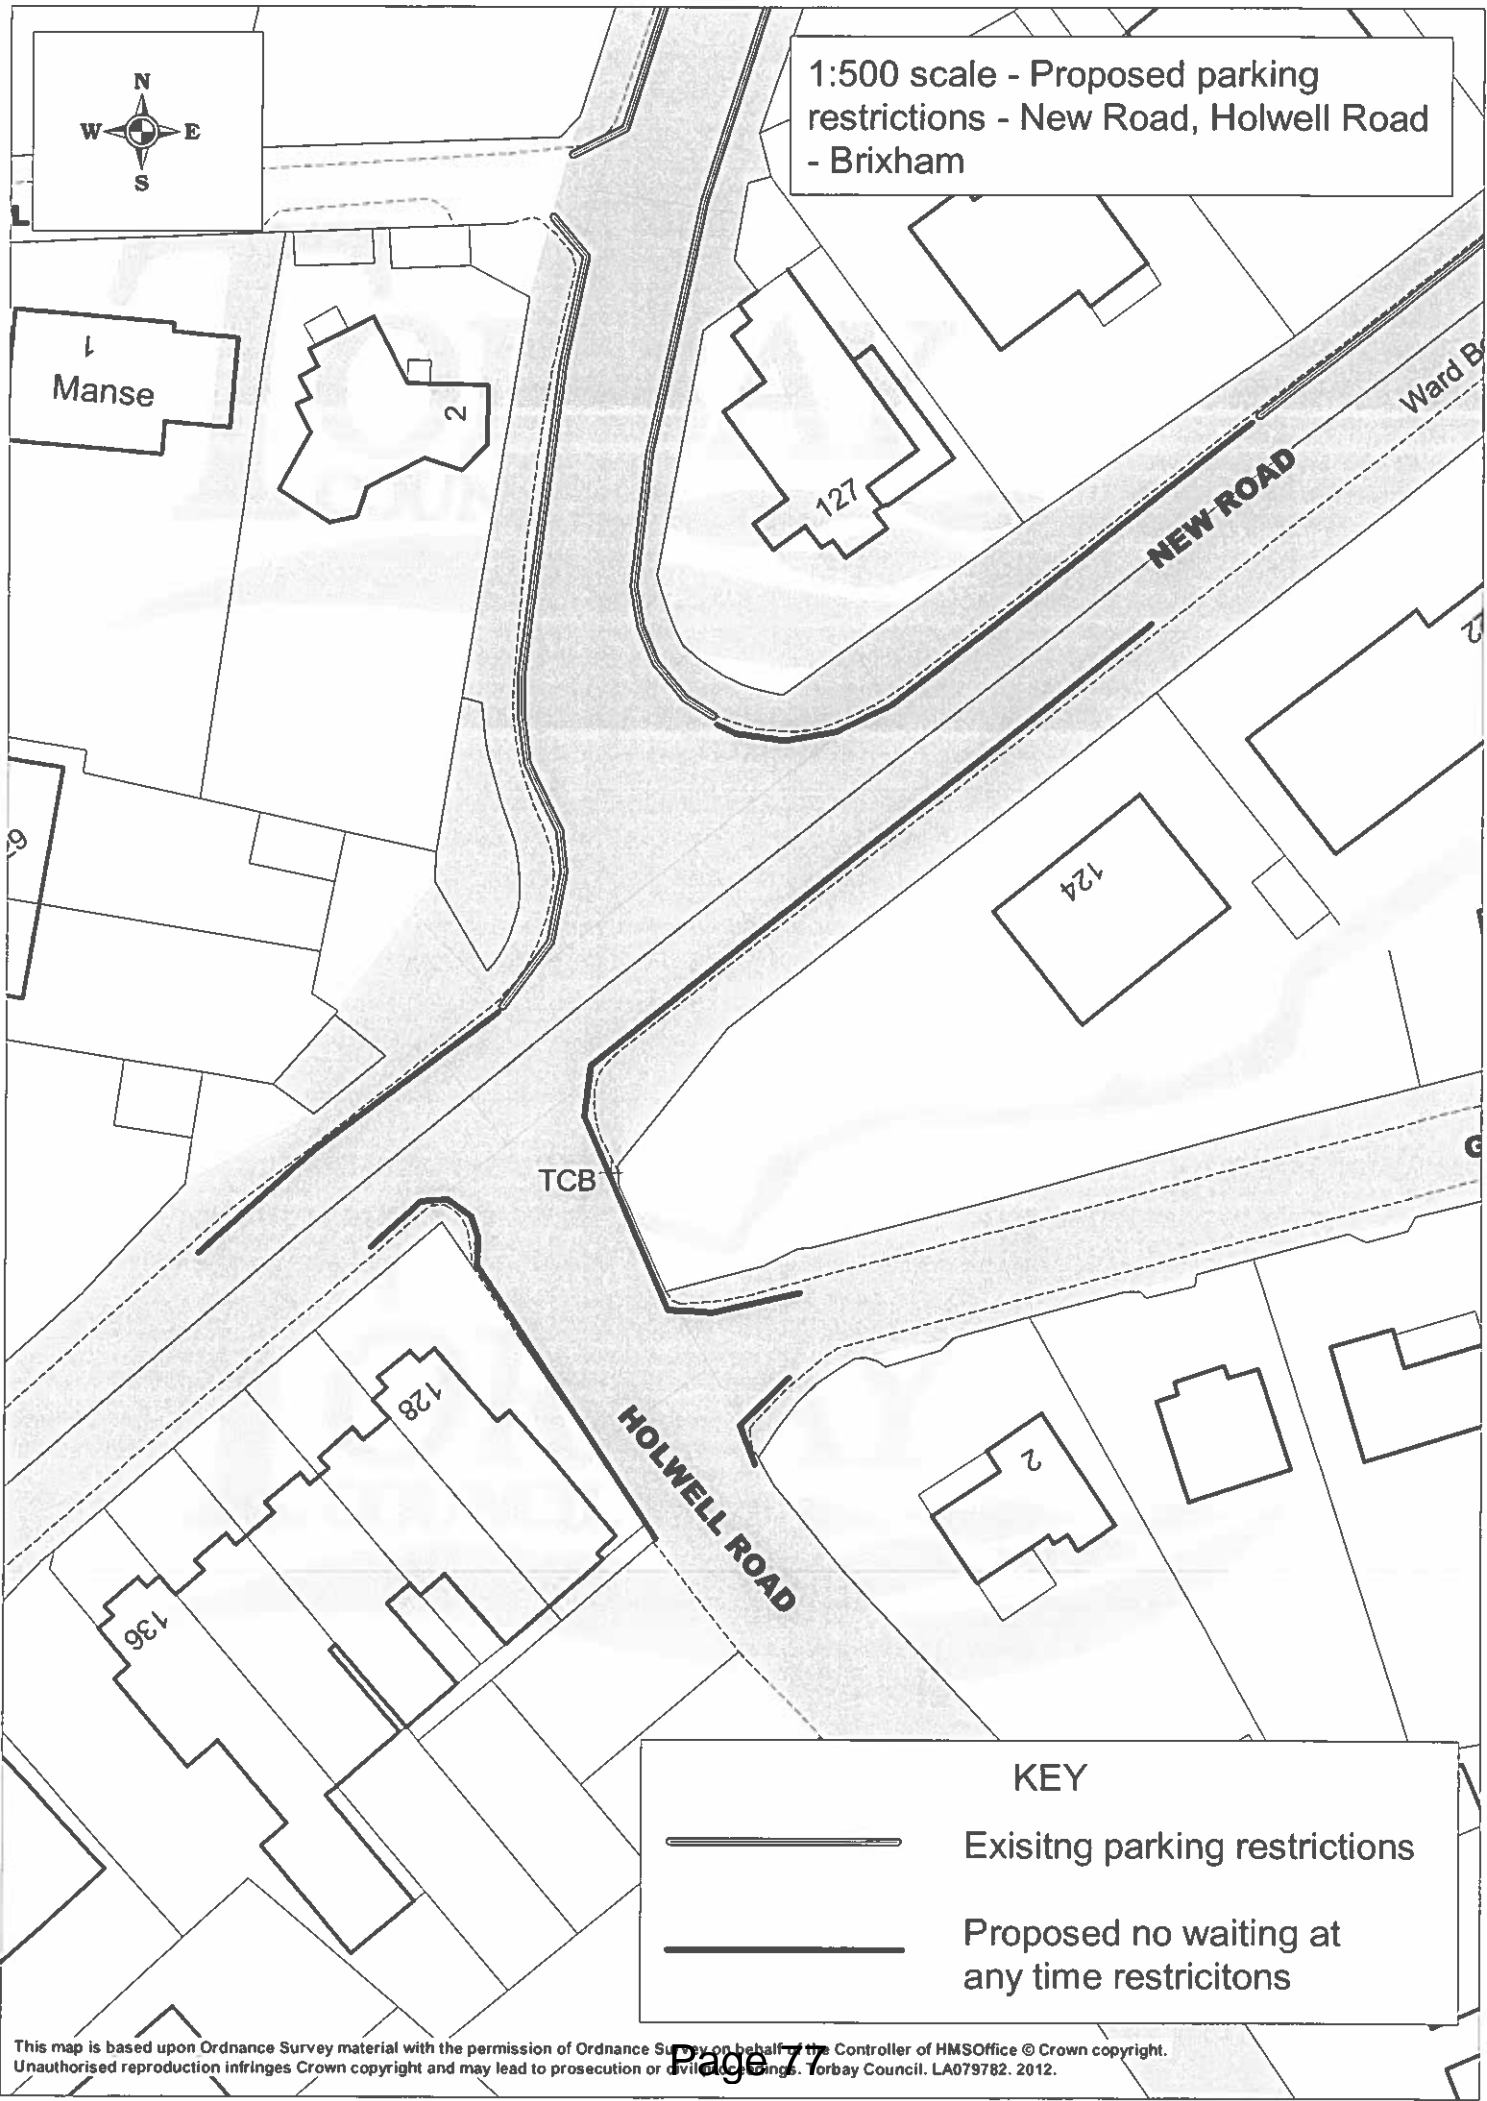 N
W E
S
1:500 scale - Proposed parking
restrictions - New Road, Holwell Road
- Brixham
L
1
Manse
2
127
Ward
NEW ROAD
124
TCB
G
128
HOLWELL ROAD
2
136
KEY
Exisitng parking restrictions
Proposed no waiting at
any time restricitons
This map is based upon Ordnance Survey material with the permission of Ordnance Survey on behalf of the Controller of HMSOffice © Crown copyright.
Unauthorised reproduction infringes Crown copyright and may lead to prosecution or civil proceedings. Torbay Council. LA079782. 2012.
Page 77